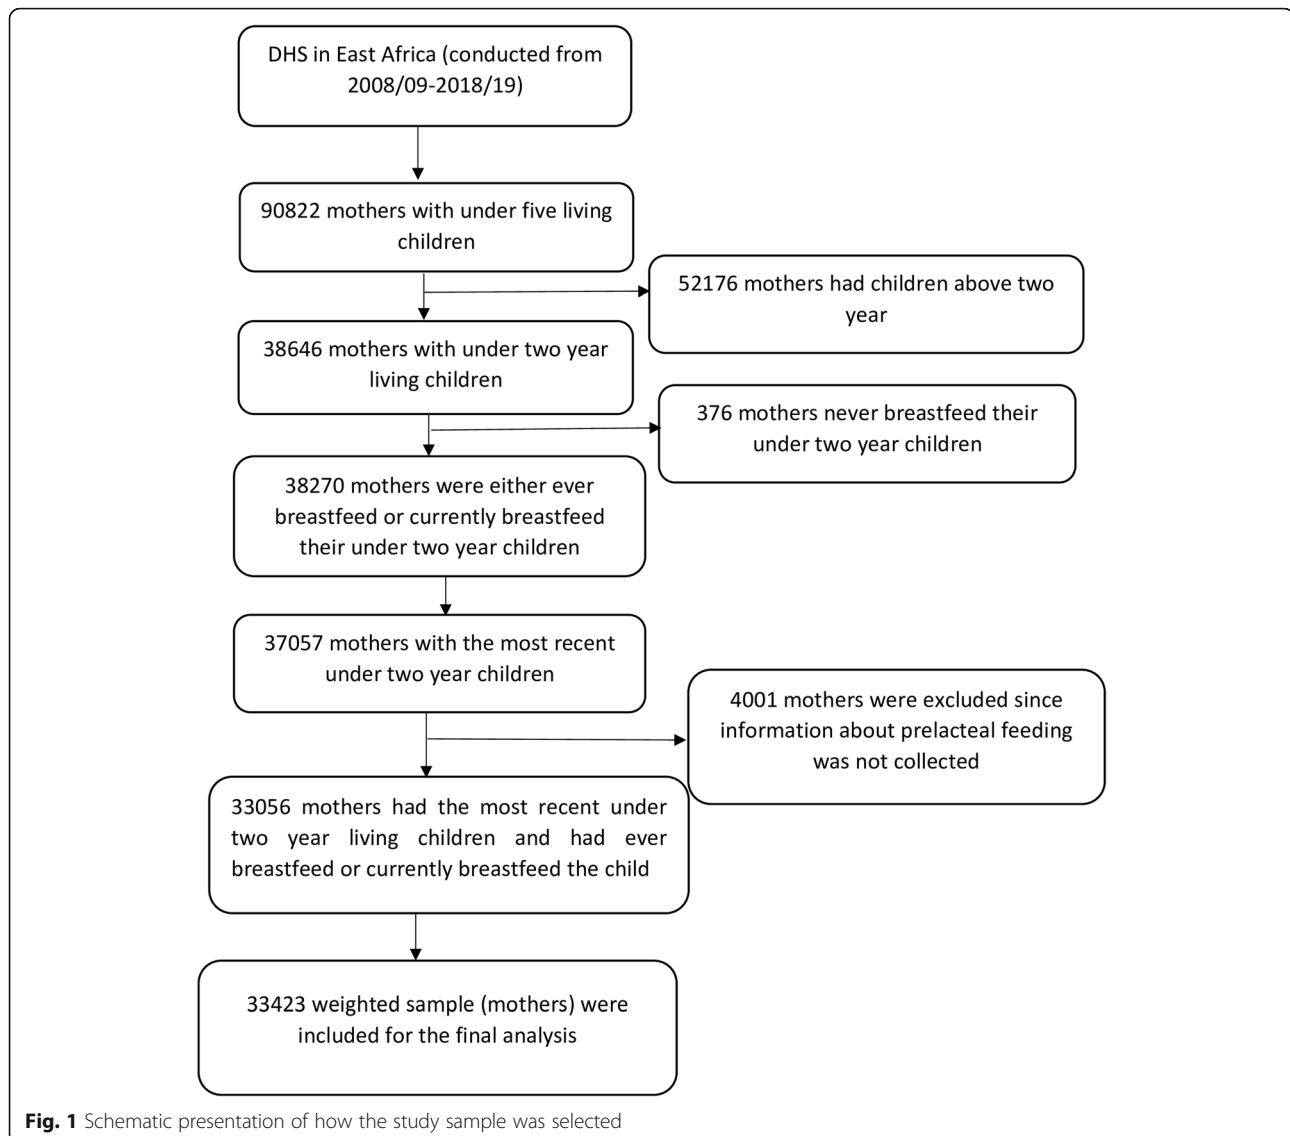 DHS in East Africa (conducted from
2008/09-2018/19)
90822 mothers with under five living
children
52176 mothers had children above two
year
38646 mothers with under two year
living children
376 mothers never breastfeed their
under two year children
38270 mothers were either ever
breastfeed or currently breastfeed
their under two year children
37057 mothers with the most recent
under two year children
4001 mothers were excluded since
information about prelacteal feeding
was not collected
33056 mothers had the most recent under
two year living children and had ever
breastfeed or currently breastfeed the child
33423 weighted sample (mothers) were
included for the final analysis
Fig. 1 Schematic presentation of how the study sample was selected